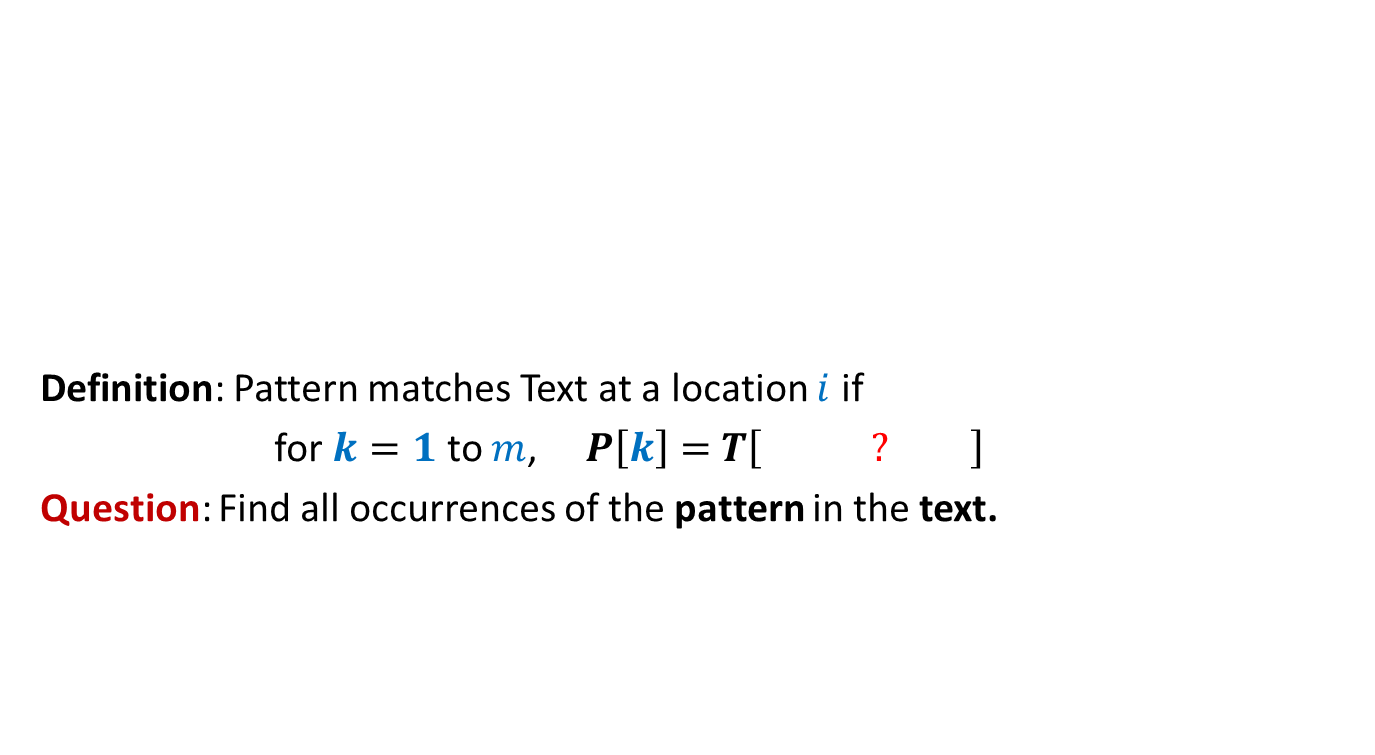 Definition: Pattern matches Text at a location i if
for k = 1 to m, P[k] = T[ ? ]
Question: Find all occurrences of the pattern in the text.